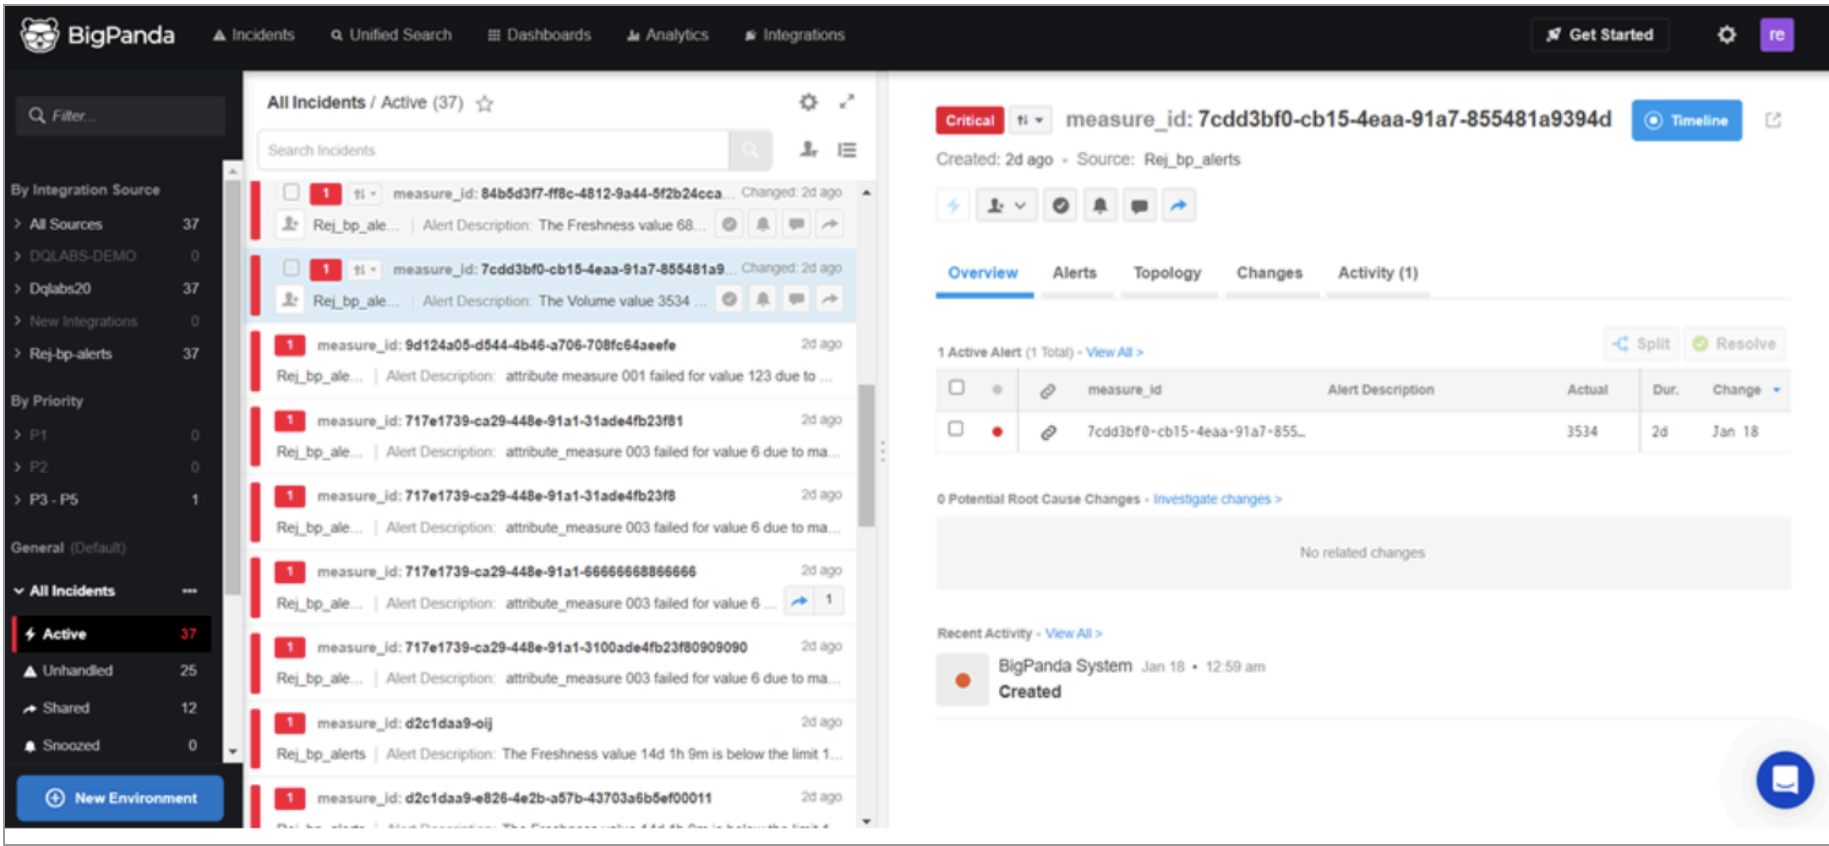 BigPanda
Incidents
Unified Search
Dashboards
Analytics
Integrations
Get Started
re
Filter...
By Integration Source
All Sources 37
DQLABS-DEMO 0
Dqlabs20 37
New Integrations 0
Rej-bp-alerts 37
By Priority
P1 0
P2 0
P3 - P5 1
General (Default)
All Incidents
Active 37
Unhandled 25
Shared 12
Snoozed 0
New Environment
All Incidents / Active (37)
Search Incidents
1 measure_id: 84b5d3f7-ff8c-4812-9a44-5f2b24cca... Changed: 2d ago
Rej_bp_ale... | Alert Description: The Freshness value 68...
1 measure_id: 7cdd3bf0-cb15-4eaa-91a7-855481a9... Changed: 2d ago
Rej_bp_ale... | Alert Description: The Volume value 3534 ...
1 measure_id: 9d124a05-d544-4b46-a706-708fc64aeefe 2d ago
Rej_bp_ale... | Alert Description: attribute measure 001 failed for value 123 due to ...
1 measure_id: 717e1739-ca29-448e-91a1-31ade4fb23f81 2d ago
Rej_bp_ale... | Alert Description: attribute_measure 003 failed for value 6 due to ma...
1 measure_id: 717e1739-ca29-448e-91a1-31ade4fb23f8 2d ago
Rej_bp_ale... | Alert Description: attribute_measure 003 failed for value 6 due to ma...
1 measure_id: 717e1739-ca29-448e-91a1-66666668866666 2d ago
Rej_bp_ale... | Alert Description: attribute_measure 003 failed for value 6 ... 1
1 measure_id: 717e1739-ca29-448e-91a1-3100ade4fb23f80909090 2d ago
Rej_bp_ale... | Alert Description: attribute_measure 003 failed for value 6 due to ma...
1 measure_id: d2c1daa9-oij 2d ago
Rej_bp_alerts | Alert Description: The Freshness value 14d 1h 9m is below the limit 1...
1 measure_id: d2c1daa9-e826-4e2b-a57b-43703a6b5ef00011 2d ago
Critical
measure_id: 7cdd3bf0-cb15-4eaa-91a7-855481a9394d
Timeline
Created: 2d ago • Source: Rej_bp_alerts
Overview Alerts Topology Changes Activity (1)
1 Active Alert (1 Total) - View All >
Split
Resolve
measure_id Alert Description Actual Dur. Change
7cdd3bf0-cb15-4eaa-91a7-855... 3534 2d Jan 18
0 Potential Root Cause Changes - Investigate changes >
No related changes
Recent Activity - View All >
BigPanda System Jan 18 • 12:59 am
Created